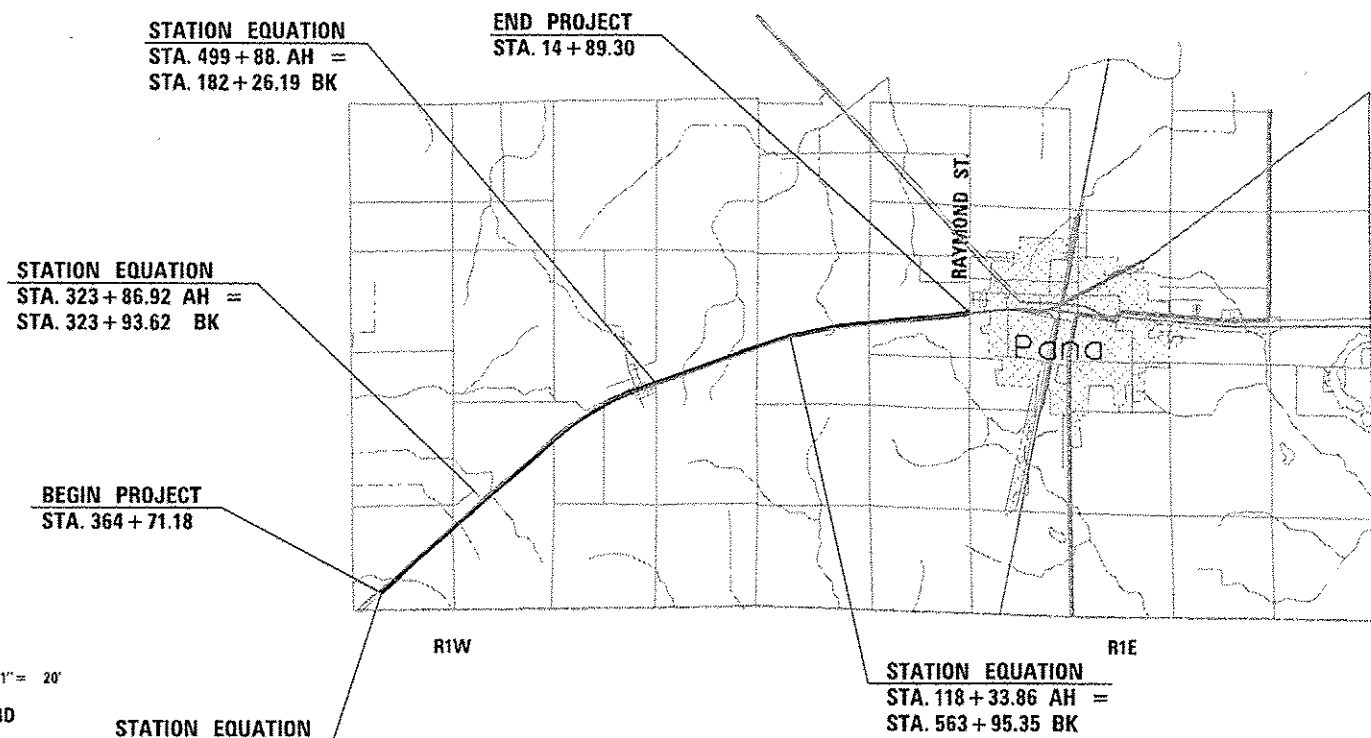 STATION EQUATION
STA. 499+88. AH =
STA. 182+26.19 BK
END PROJECT
STA. 14+89.30
RAYMOND ST.
STATION EQUATION
STA. 323+86.92 AH =
STA. 323+93.62 BK
Pana
BEGIN PROJECT
STA. 364+71.18
R1W
R1E
1"= 20'
STATION EQUATION
STA. 118+33.86 AH =
STA. 563+95.35 BK
STATION EQUATION